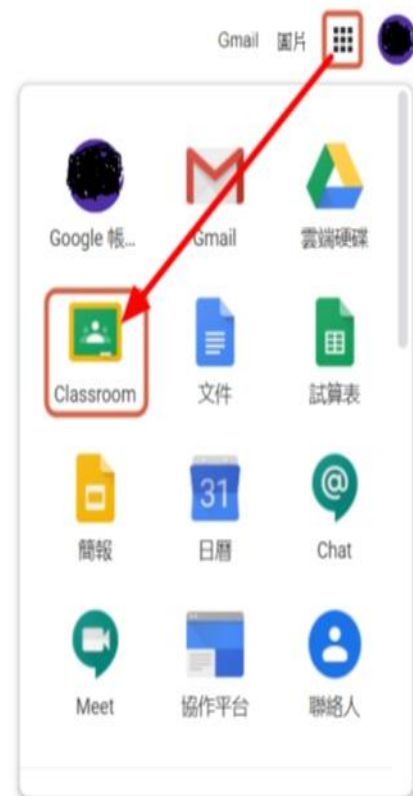 Gmail 圖片
Google 帳... Gmail 雲端硬碟
Classroom 文件 試算表
31
@
簡報 日曆 Chat
Meet 協作平台 聯絡人